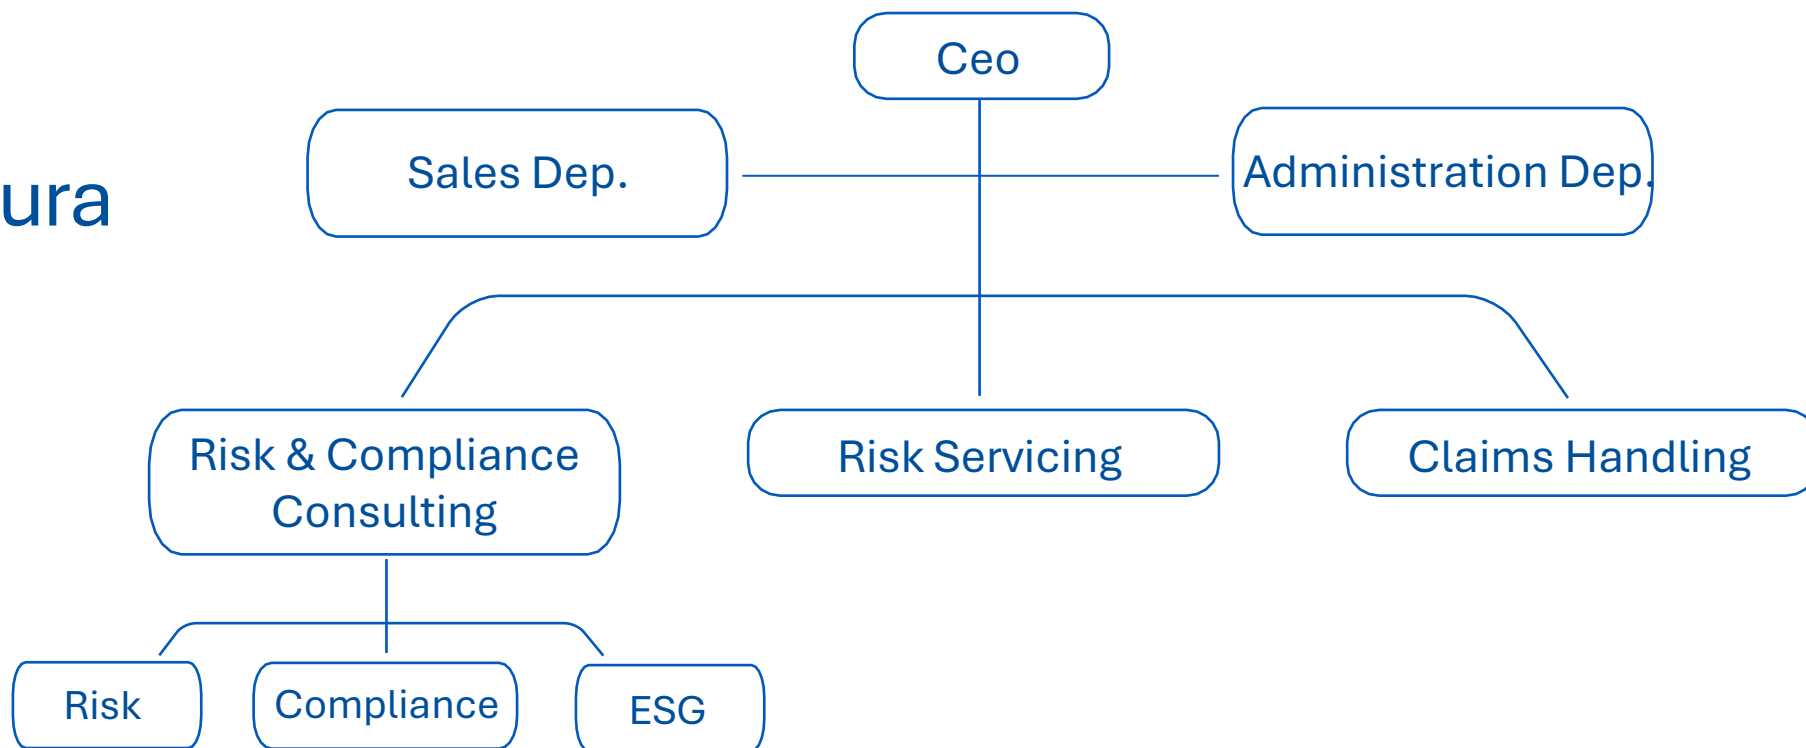 Ceo
Sales Dep.
Administration Dep.
ura
Risk & Compliance
Consulting
Risk Servicing
Claims Handling
Risk
Compliance
ESG